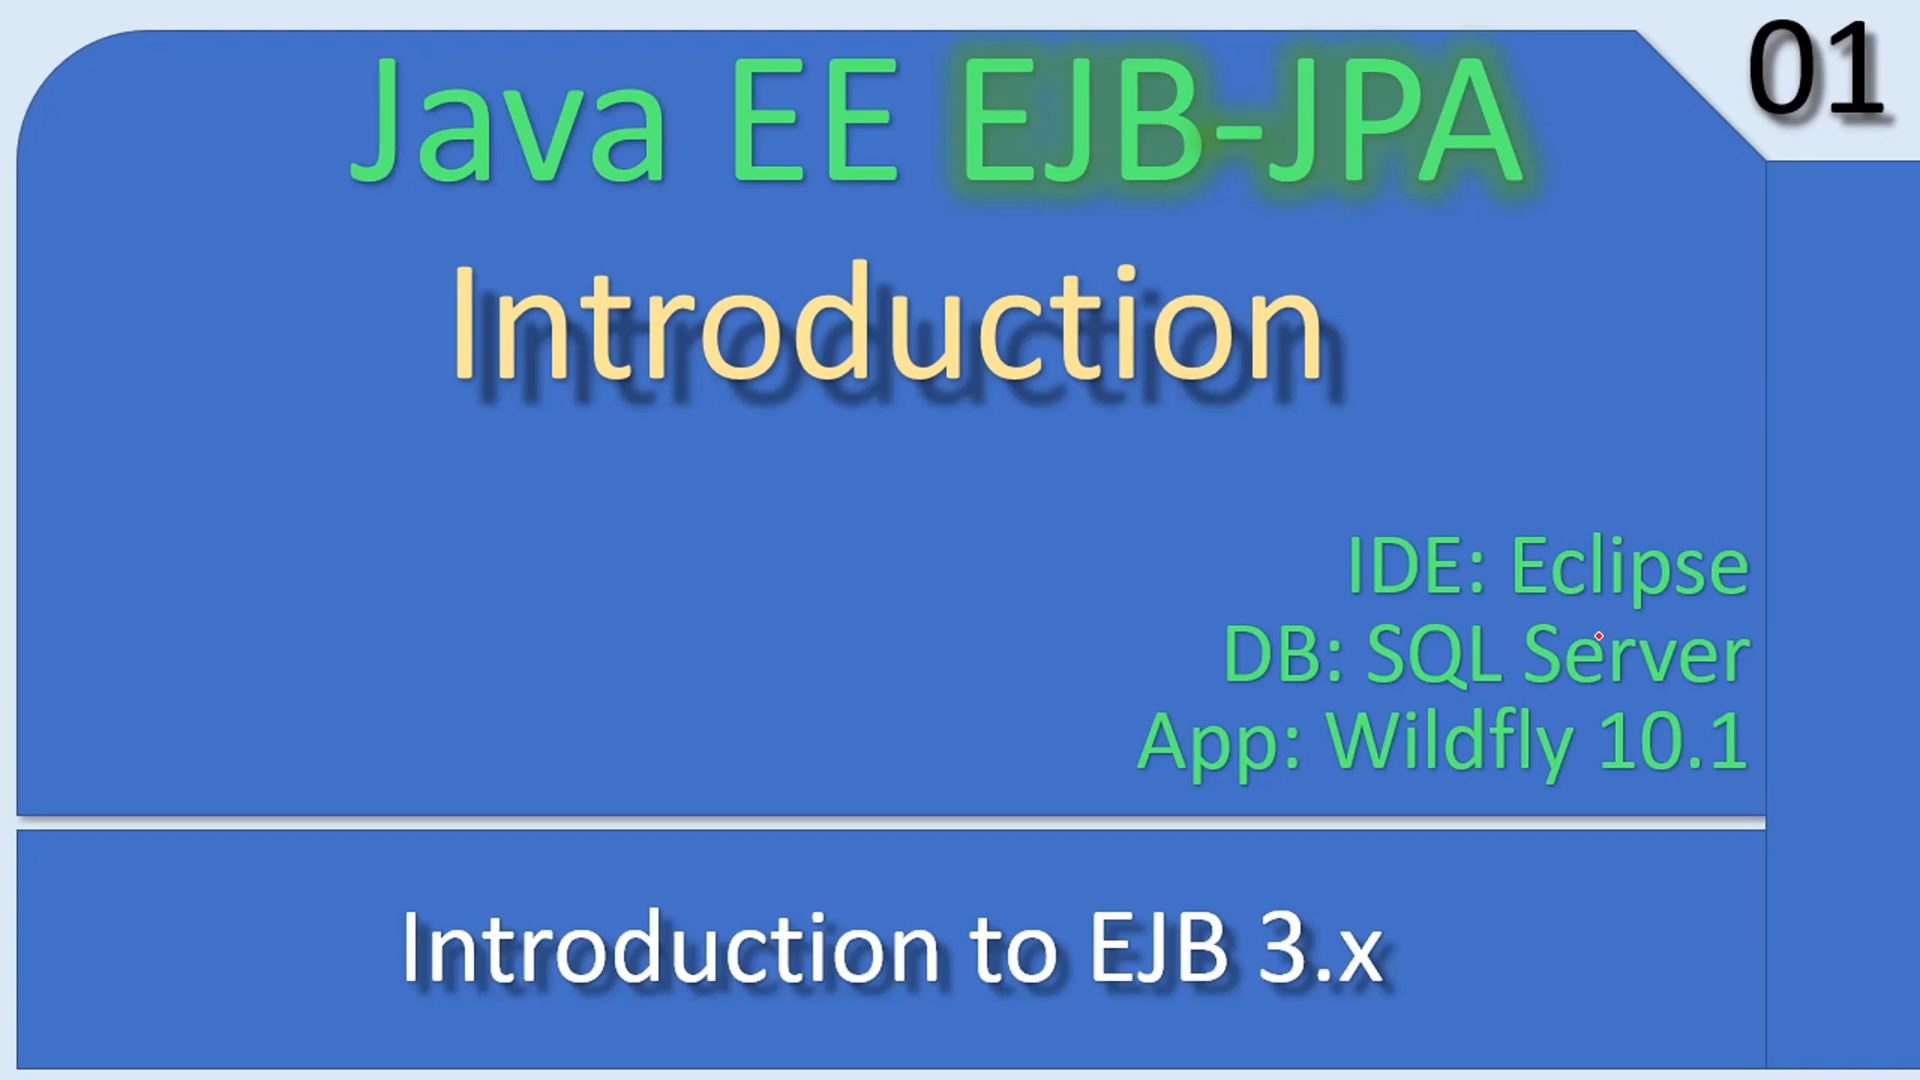 01
Java EE EJB-JPA
Introduction
IDE: Eclipse
DB: SQL Server
App: Wildfly 10.1
Introduction to EJB 3.x